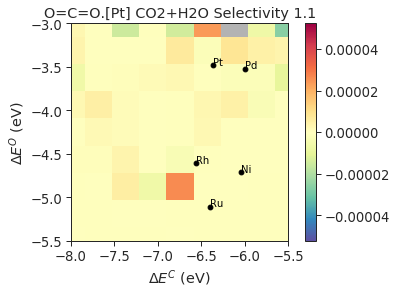 O=C=O.[Pt] CO2+H2O Selectivity 1.1
−3.0
−3.5
−4.0
−4.5
−5.0
−5.5
ΔE^O (eV)
Pt
Pd
Rh
Ni
Ru
−8.0 −7.5 −7.0 −6.5 −6.0 −5.5
ΔE^C (eV)
0.00004
0.00002
0.00000
−0.00002
−0.00004